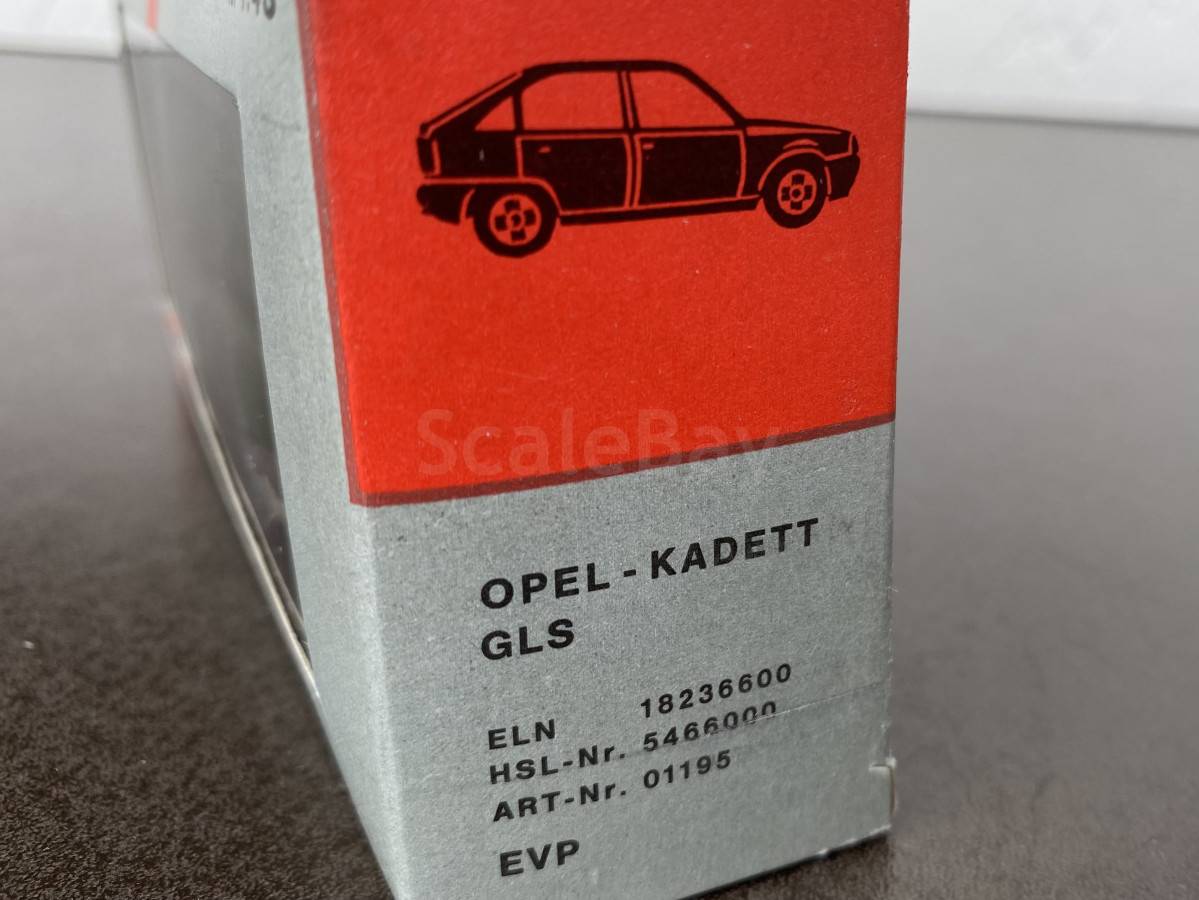 ScaleBay
OPEL - KADETT
GLS
ELN 18236600
HSL-Nr. 5466000
ART-Nr. 01195
EVP